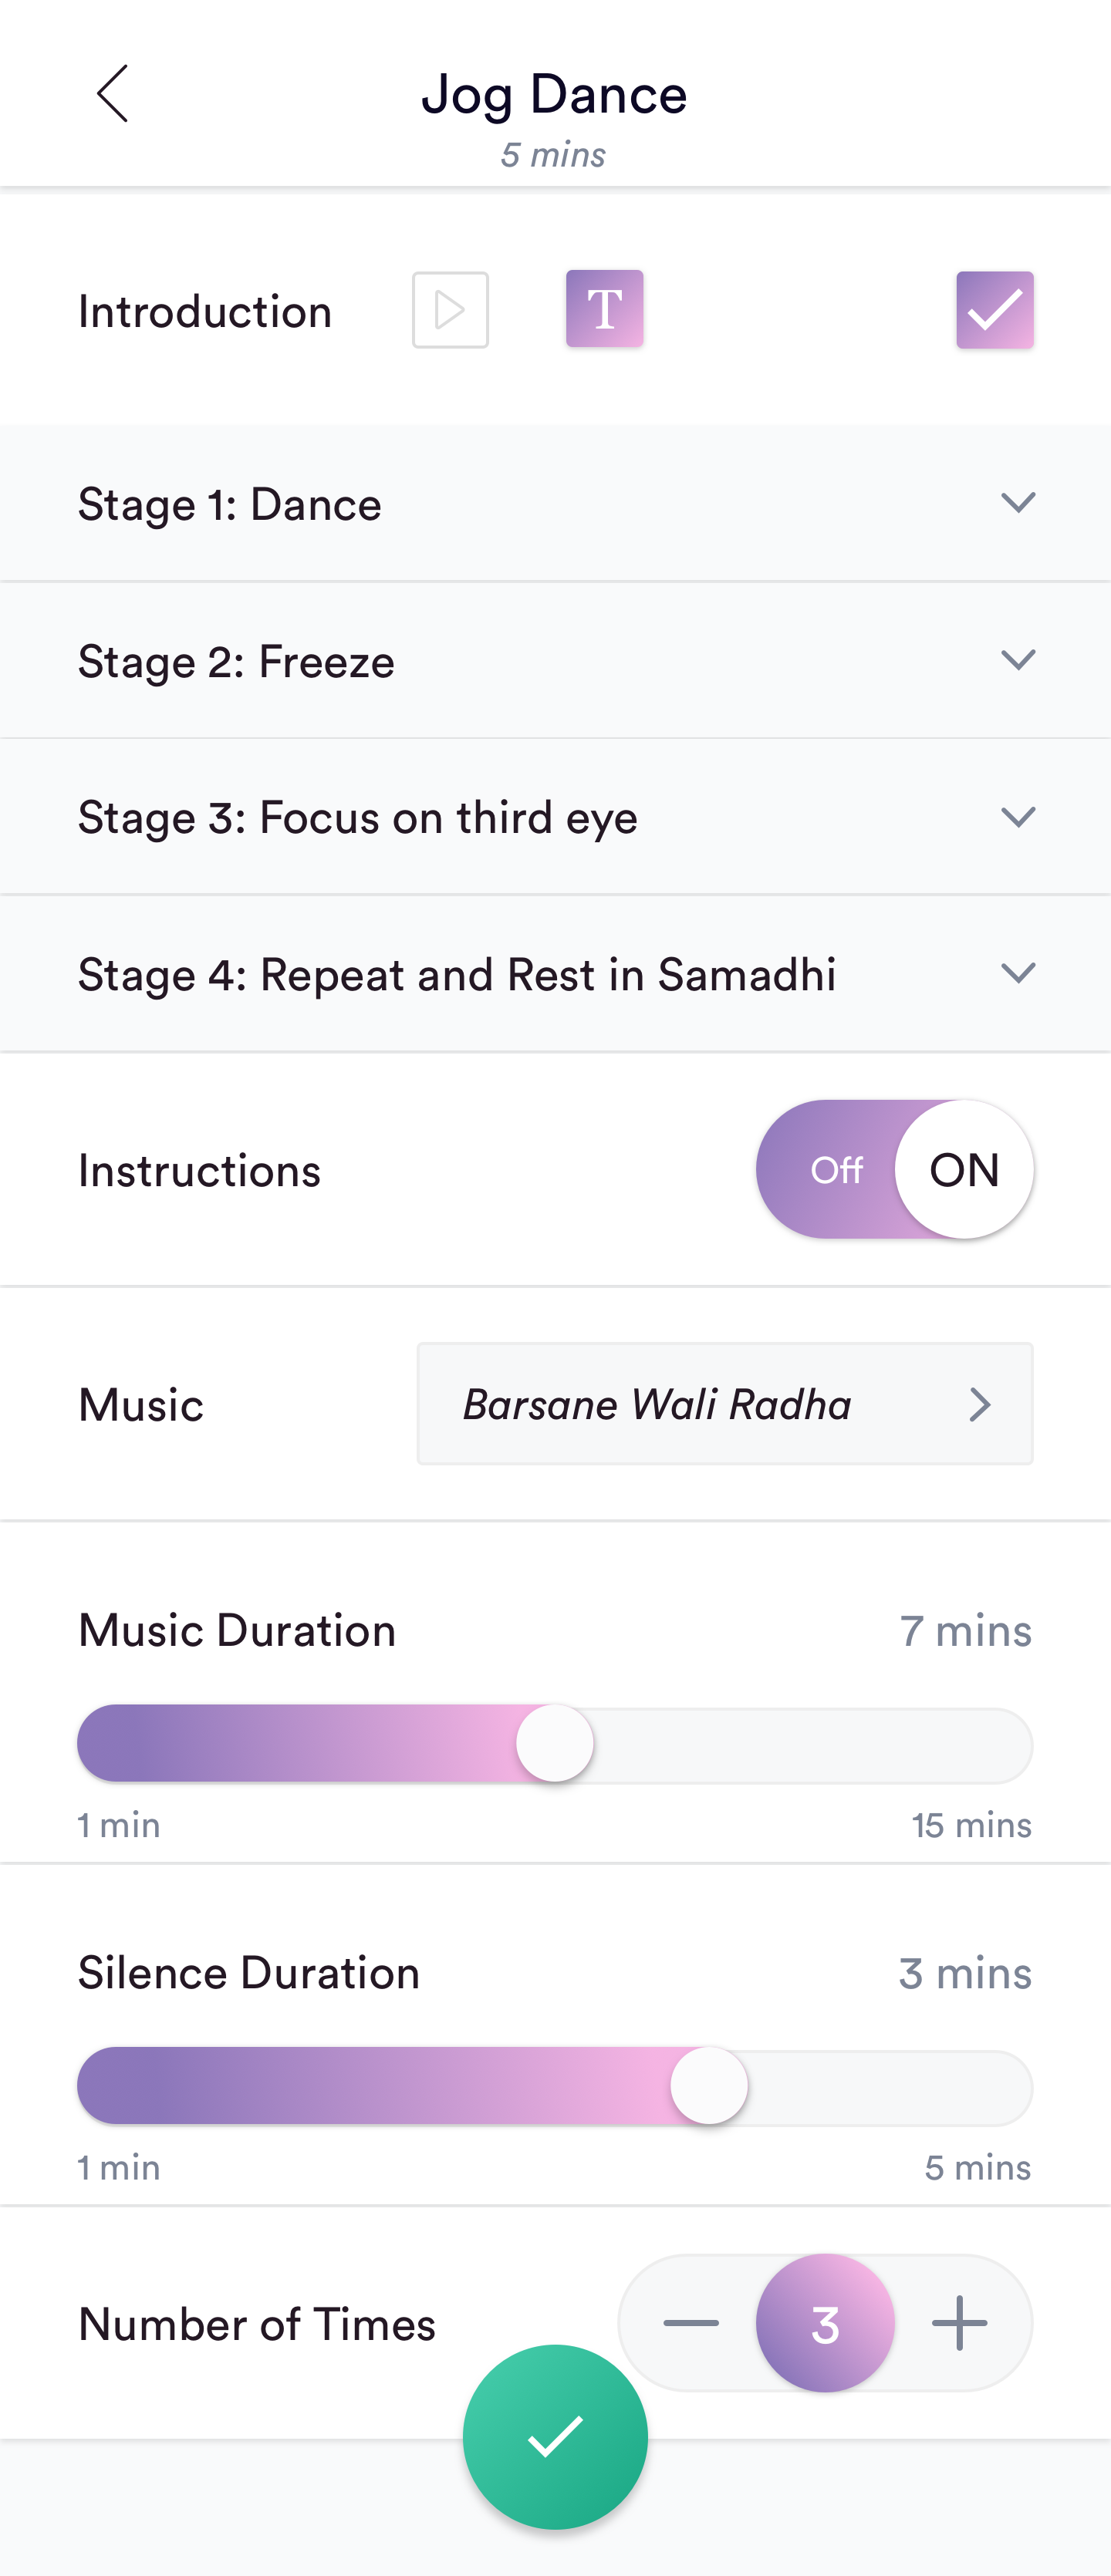 Jog Dance
5 mins
Introduction T
Stage 1: Dance
Stage 2: Freeze
Stage 3: Focus on third eye
Stage 4: Repeat and Rest in Samadhi
Instructions Off ON
Music Barsane Wali Radha
Music Duration 7 mins
1 min 15 mins
Silence Duration 3 mins
1 min 5 mins
Number of Times 3